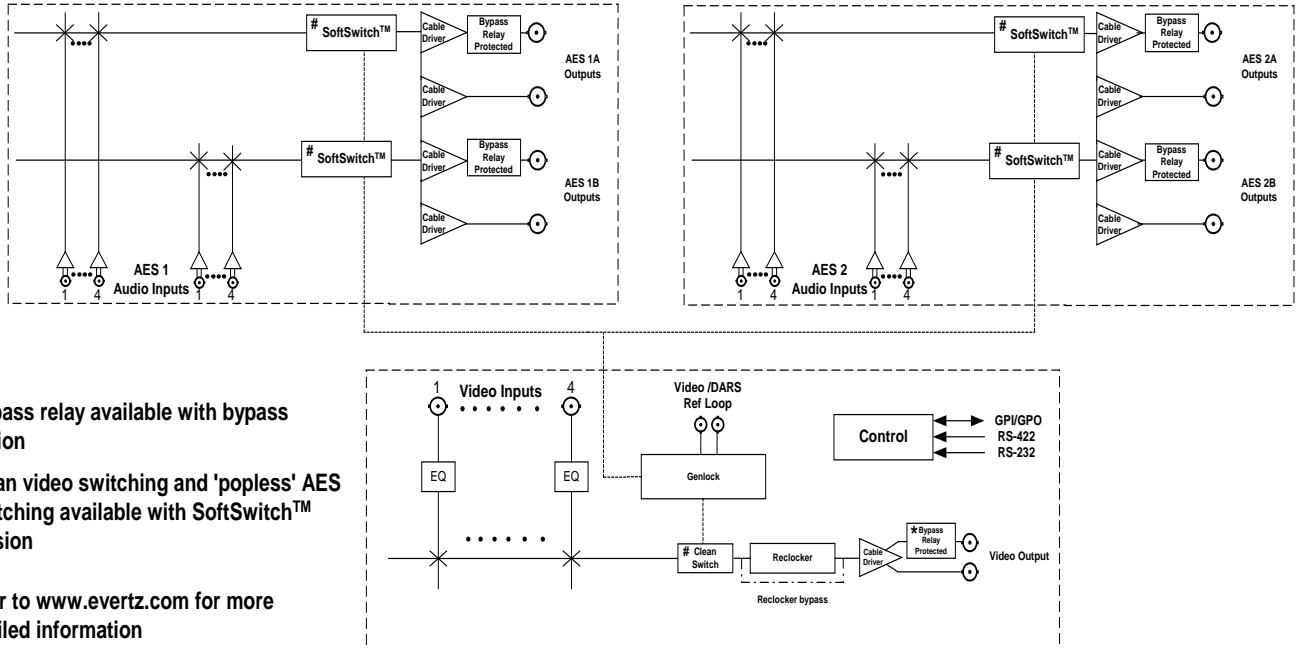 # SoftSwitch™
Cable Driver
Bypass Relay Protected
AES 1A Outputs
Cable Driver
# SoftSwitch™
Cable Driver
Bypass Relay Protected
AES 1B Outputs
Cable Driver
AES 1 Audio Inputs
1 4 1 4
# SoftSwitch™
Cable Driver
Bypass Relay Protected
AES 2A Outputs
Cable Driver
# SoftSwitch™
Cable Driver
Bypass Relay Protected
AES 2B Outputs
Cable Driver
AES 2 Audio Inputs
1 4 1 4
pass relay available with bypass
ion
an video switching and 'popless' AES
tching available with SoftSwitch™
sion
r to www.evertz.com for more
iled information
1 Video Inputs 4
EQ EQ
Video /DARS
Ref Loop
Genlock
Control
GPI/GPO
RS-422
RS-232
# Clean Switch
Reclocker
Reclocker bypass
Cable Driver
* Bypass Relay Protected
Video Output